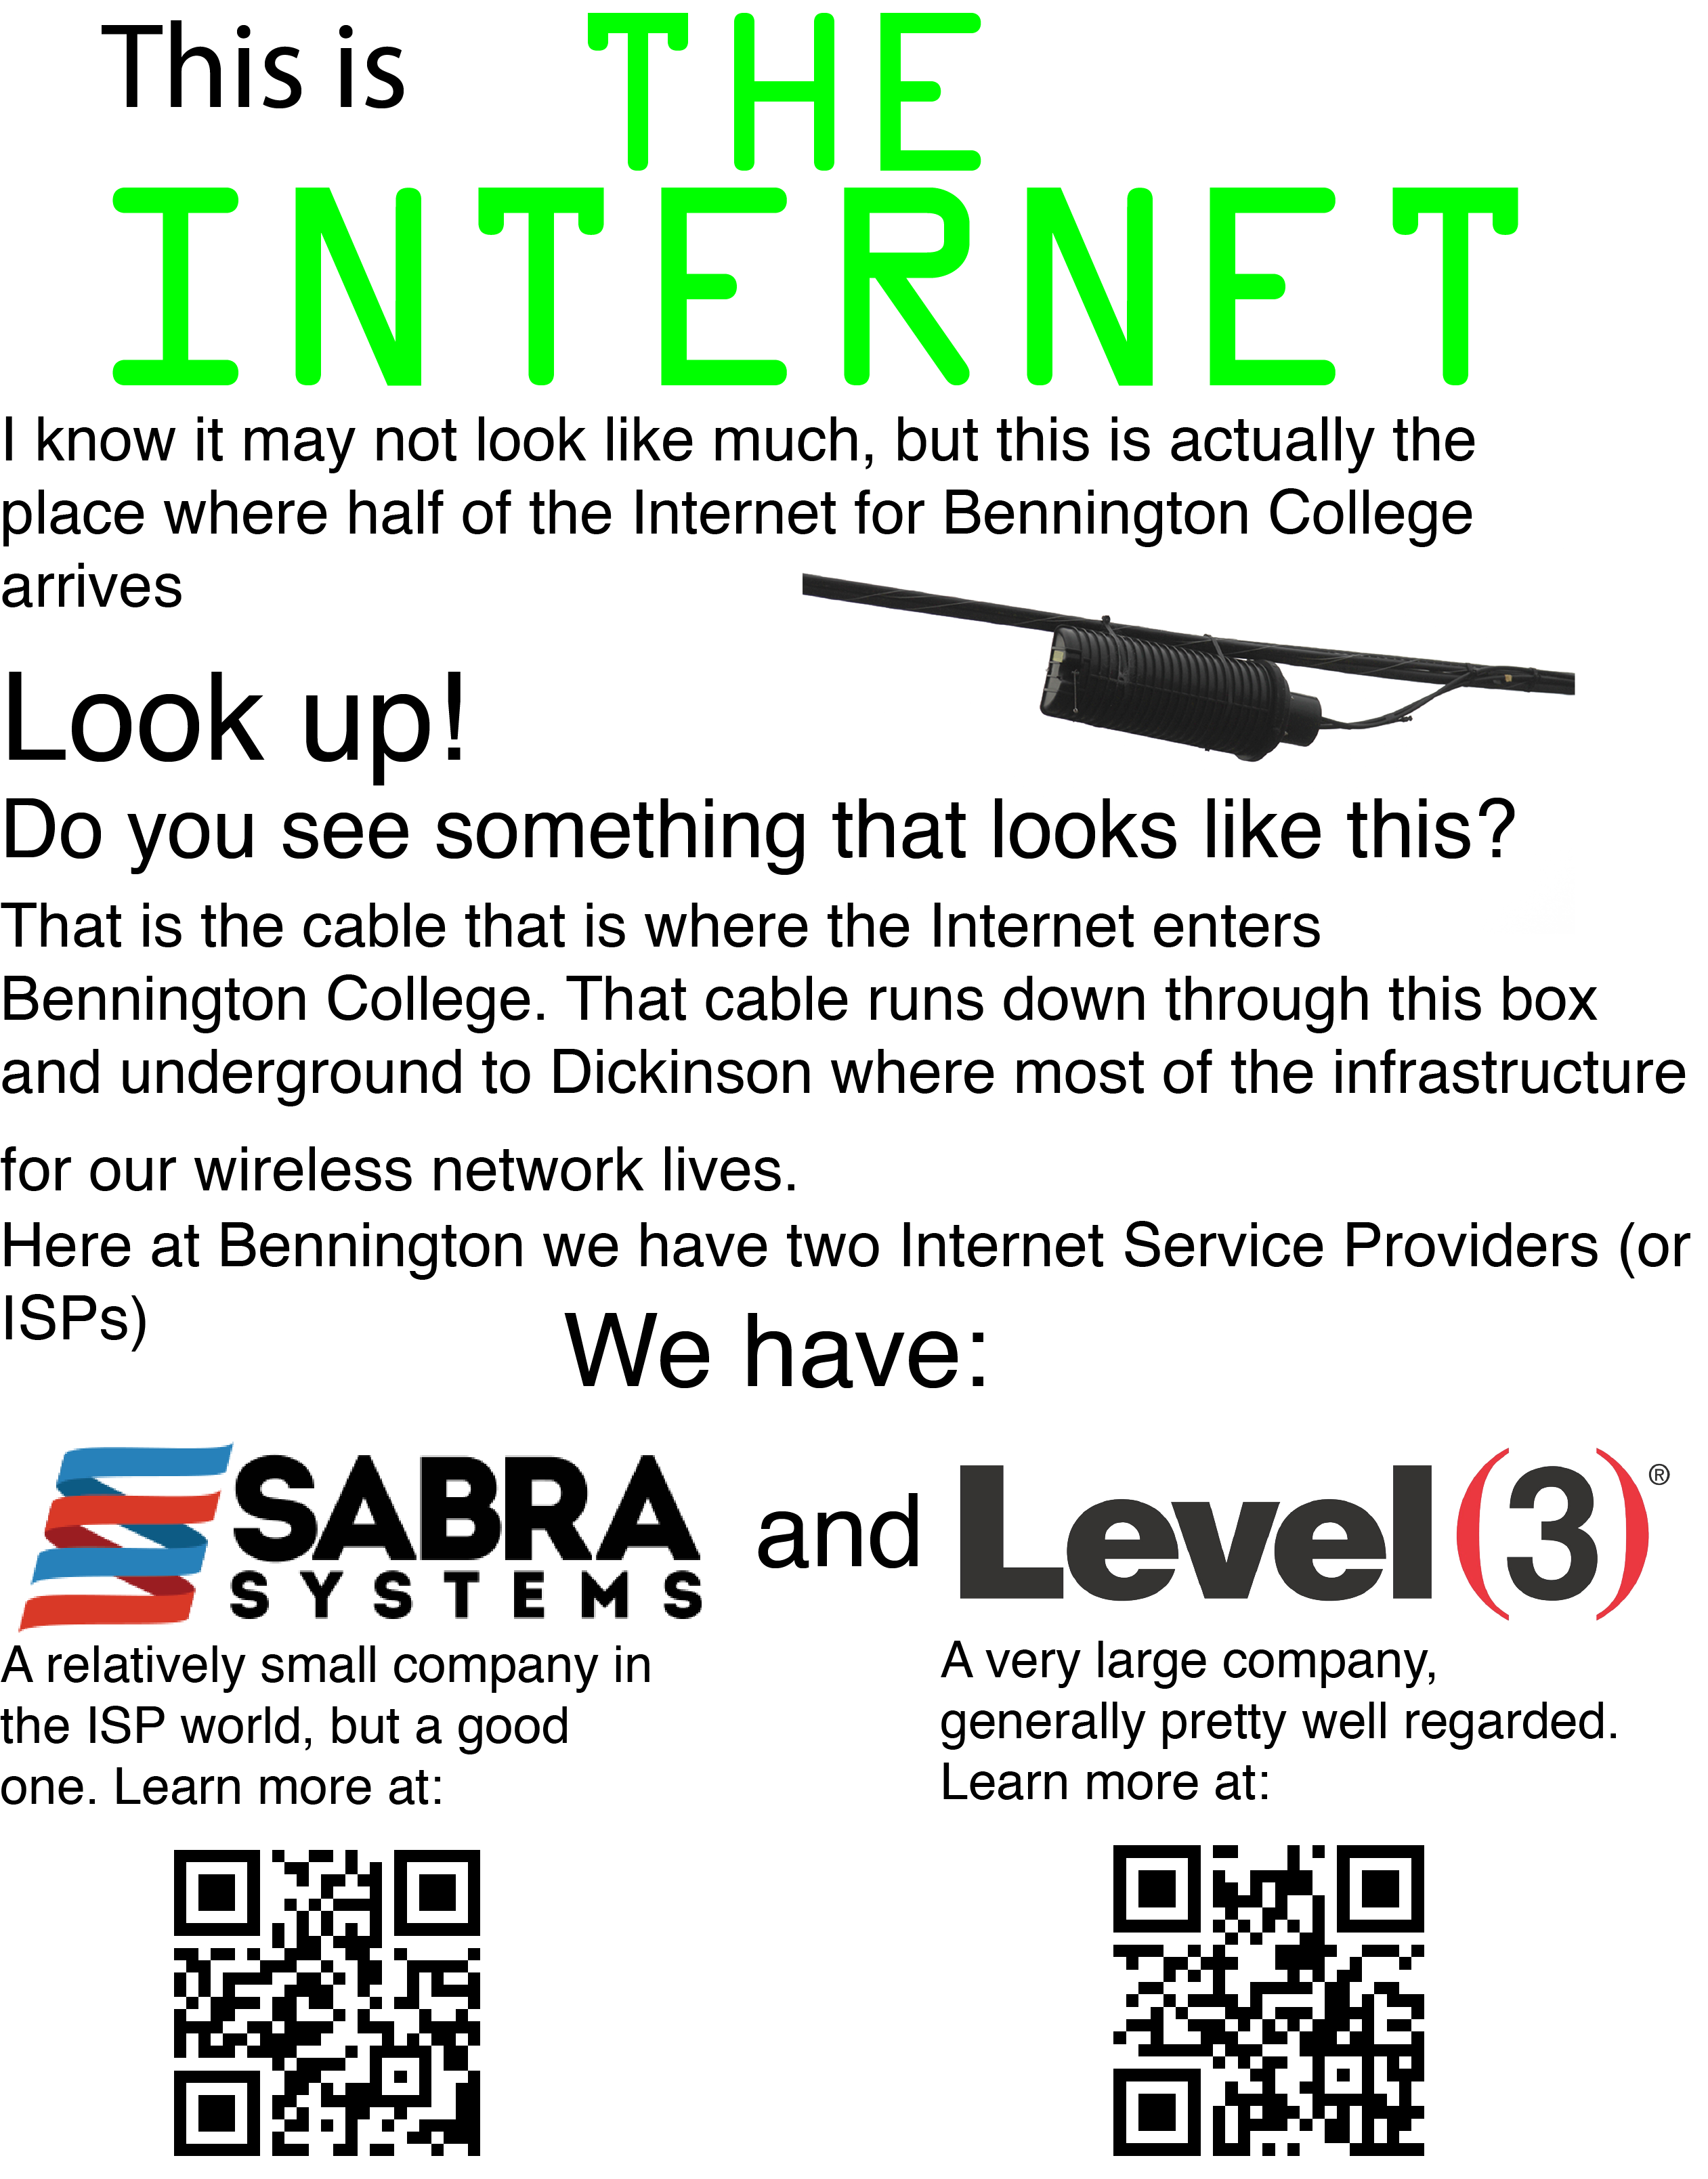 This is THE
INTERNET
I know it may not look like much, but this is actually the
place where half of the Internet for Bennington College
arrives
Look up!
Do you see something that looks like this?
That is the cable that is where the Internet enters
Bennington College. That cable runs down through this box
and underground to Dickinson where most of the infrastructure
for our wireless network lives.
Here at Bennington we have two Internet Service Providers (or
ISPs)
We have:
SABRA
SYSTEMS
and
Level(3)®
A relatively small company in
the ISP world, but a good
one. Learn more at:
A very large company,
generally pretty well regarded.
Learn more at: